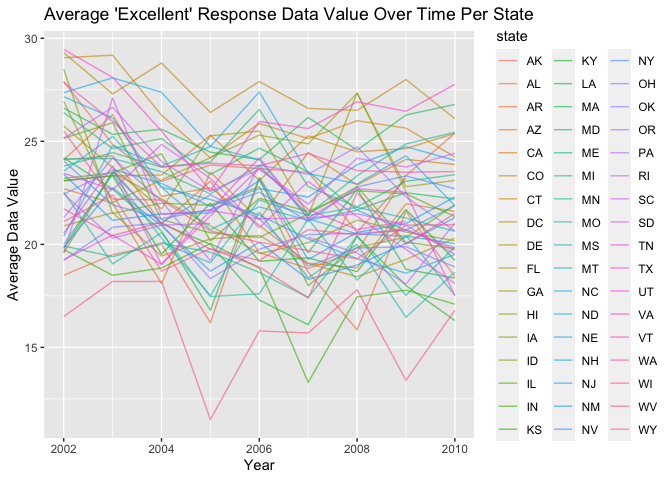 Average 'Excellent' Response Data Value Over Time Per State
state
30
25
20
15
Average Data Value
2002
2004
2006
2008
2010
Year
AK
AL
AR
AZ
CA
CO
CT
DC
DE
FL
GA
HI
IA
ID
IL
IN
KS
KY
LA
MA
MD
ME
MI
MN
MO
MS
MT
NC
ND
NE
NH
NJ
NM
NV
NY
OH
OK
OR
PA
RI
SC
SD
TN
TX
UT
VA
VT
WA
WI
WV
WY